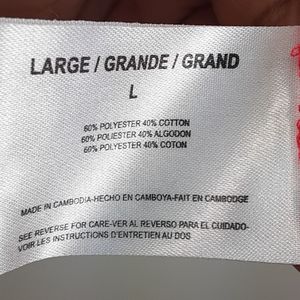 LARGE / GRANDE / GRAND
L
60% POLYESTER 40% COTTON
60% POLIESTER 40% ALGODON
60% POLYESTER 40% COTON
MADE IN CAMBODIA-HECHO EN CAMBOYA-FAIT EN CAMBODGE
SEE REVERSE FOR CARE-VER AL REVERSO PARA EL CUIDADO-
VOIR LES INSTRUCTIONS D'ENTRETIEN AU DOS